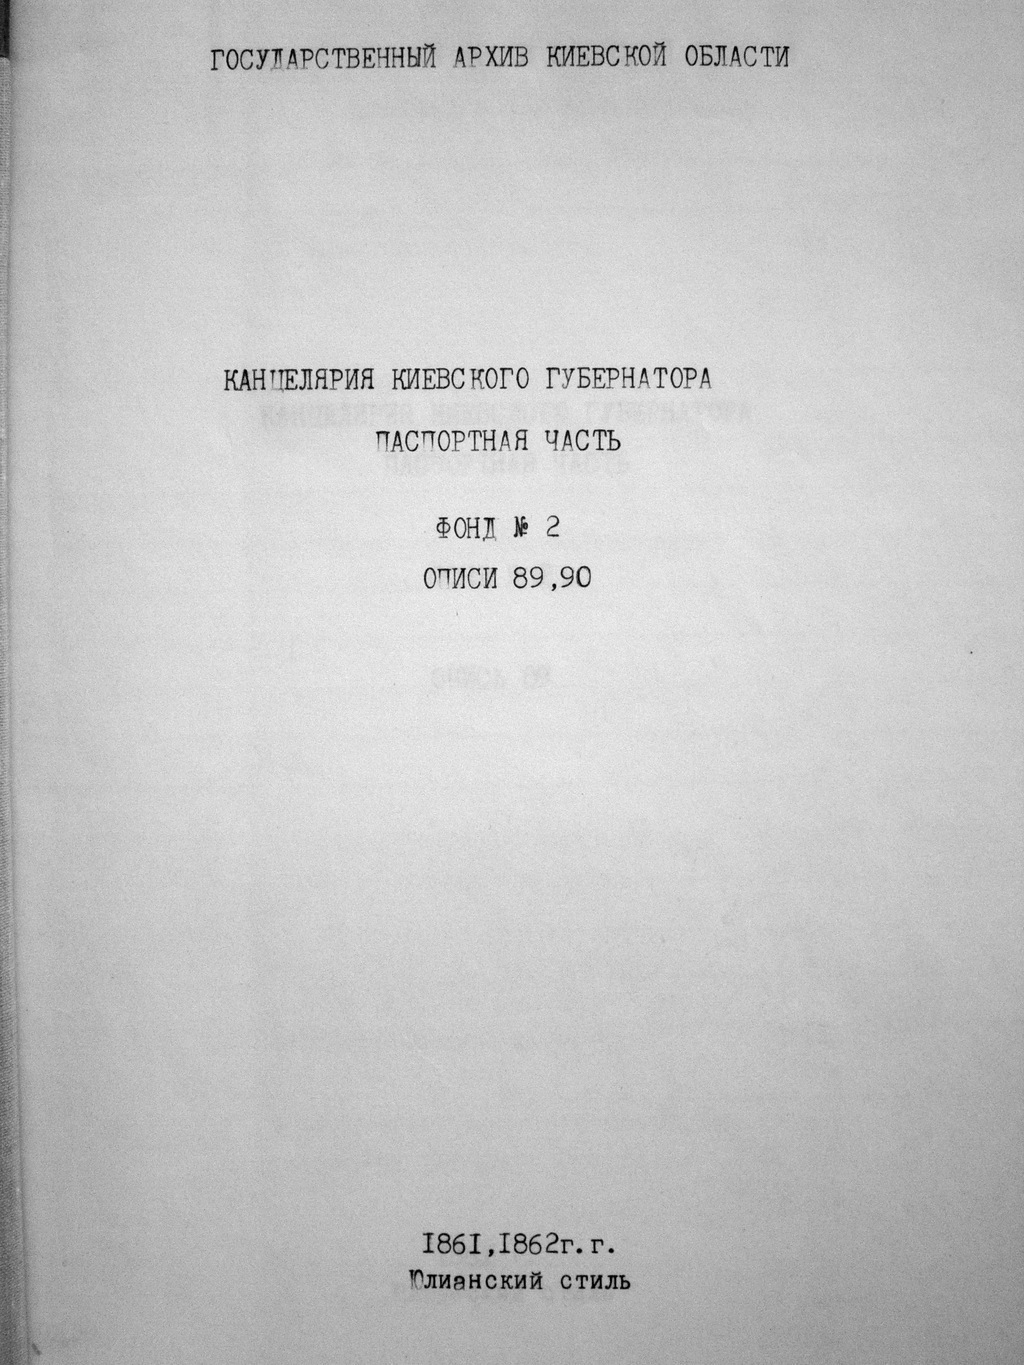 ГОСУДАРСТВЕННЫЙ АРХИВ КИЕВСКОЙ ОБЛАСТИ
КАНЦЕЛЯРИЯ КИЕВСКОГО ГУБЕРНАТОРА
ПАСПОРТНАЯ ЧАСТЬ
ФОНД № 2
ОПИСИ 89,90
1861,1862г.г.
Юлианский стиль